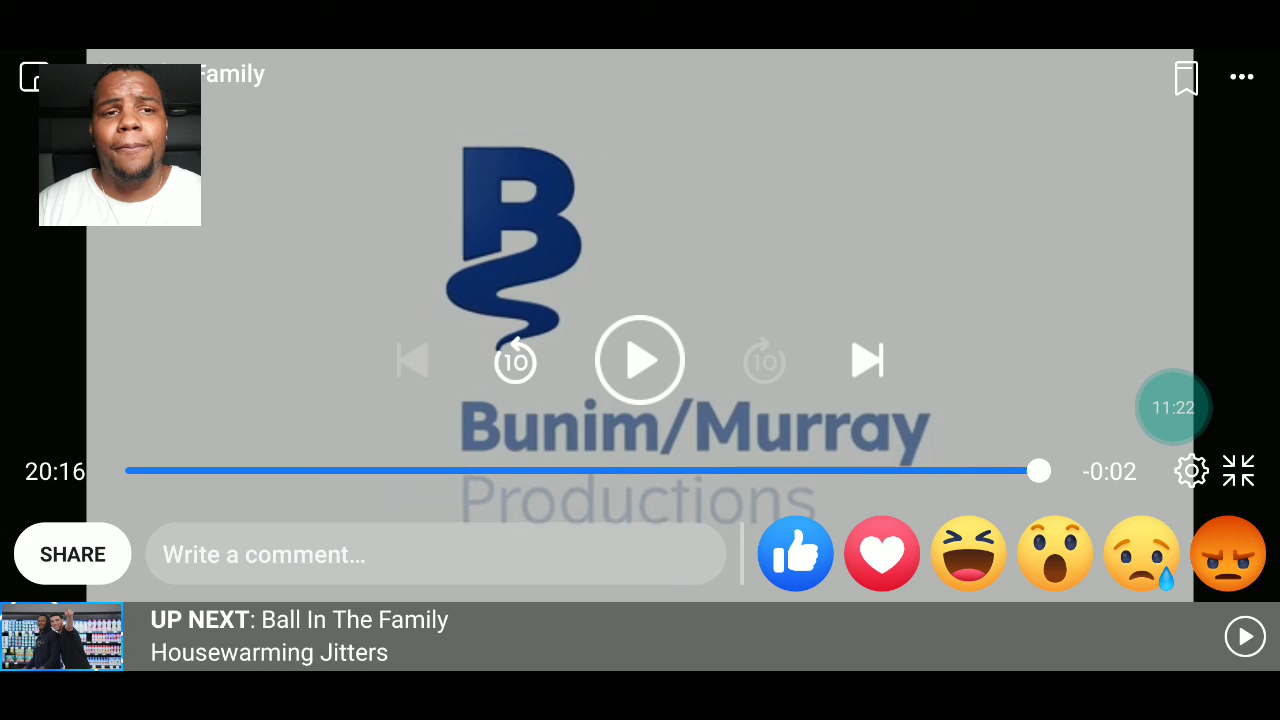 Family
10
10
Bunim/Murray
Productions
11:22
20:16
-0:02
SHARE
Write a comment...
UP NEXT: Ball In The Family
Housewarming Jitters